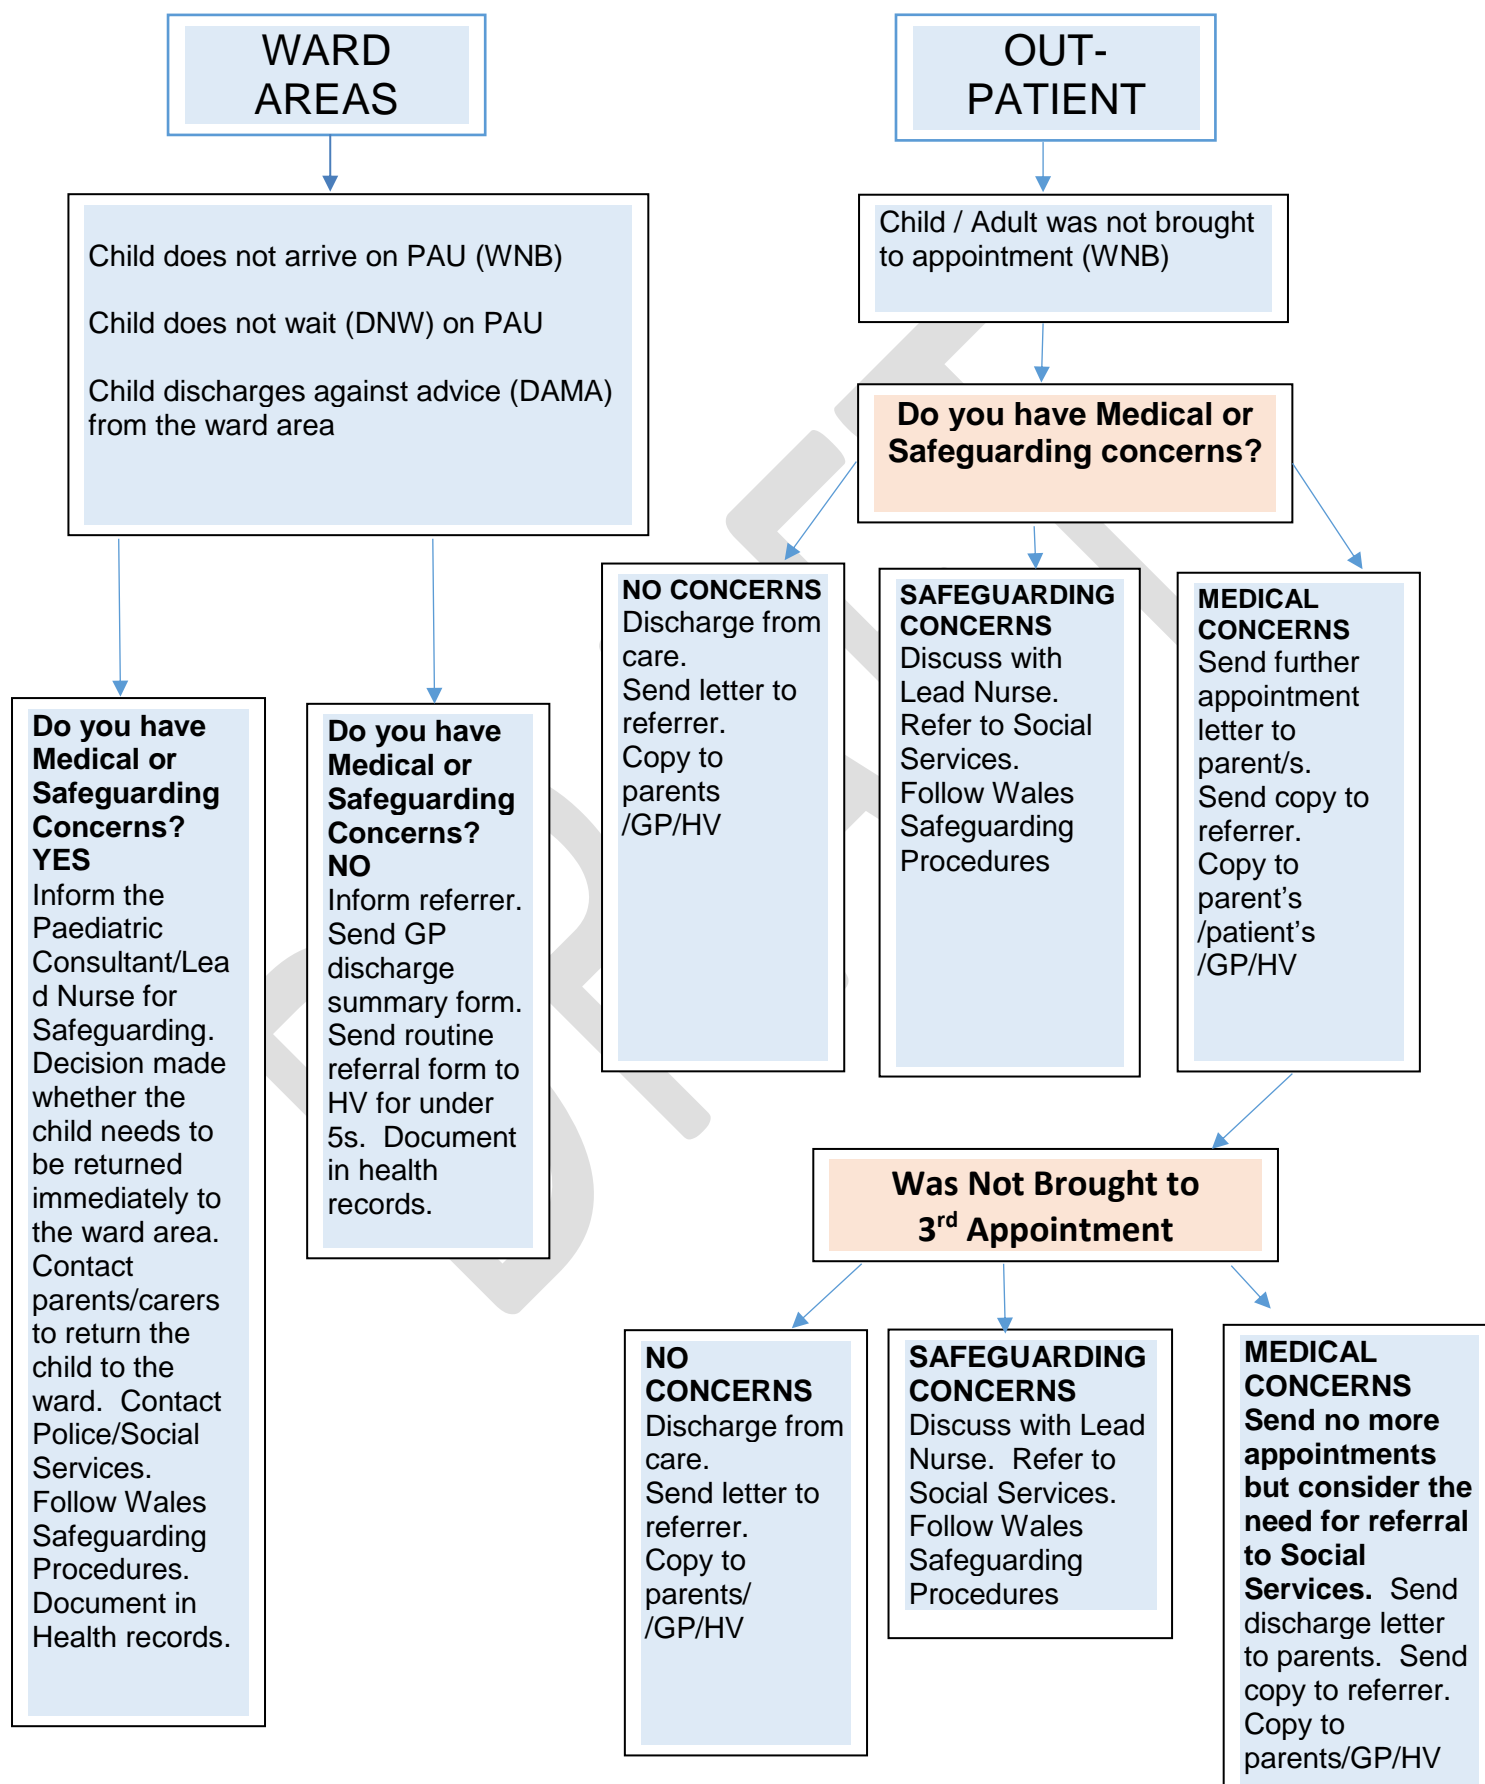 WARD
AREAS
Child does not arrive on PAU (WNB)
Child does not wait (DNW) on PAU
Child discharges against advice (DAMA)
from the ward area
Do you have
Medical or
Safeguarding
Concerns?
YES
Inform the
Paediatric
Consultant/Lea
d Nurse for
Safeguarding.
Decision made
whether the
child needs to
be returned
immediately to
the ward area.
Contact
parents/carers
to return the
child to the
ward.  Contact
Police/Social
Services.
Follow Wales
Safeguarding
Procedures.
Document in
Health records.
Do you have
Medical or
Safeguarding
Concerns?
NO
Inform referrer.
Send GP
discharge
summary form.
Send routine
referral form to
HV for under
5s.  Document
in health
records.
OUT-
PATIENT
Child / Adult was not brought
to appointment (WNB)
Do you have Medical or
Safeguarding concerns?
NO CONCERNS
Discharge from
care.
Send letter to
referrer.
Copy to
parents
/GP/HV
SAFEGUARDING
CONCERNS
Discuss with
Lead Nurse.
Refer to Social
Services.
Follow Wales
Safeguarding
Procedures
MEDICAL
CONCERNS
Send further
appointment
letter to
parent/s.
Send copy to
referrer.
Copy to
parent’s
/patient’s
/GP/HV
Was Not Brought to
3rd Appointment
NO
CONCERNS
Discharge from
care.
Send letter to
referrer.
Copy to
parents/
/GP/HV
SAFEGUARDING
CONCERNS
Discuss with Lead
Nurse.  Refer to
Social Services.
Follow Wales
Safeguarding
Procedures
MEDICAL
CONCERNS
Send no more
appointments
but consider the
need for referral
to Social
Services.  Send
discharge letter
to parents.  Send
copy to referrer.
Copy to
parents/GP/HV
DRAFT